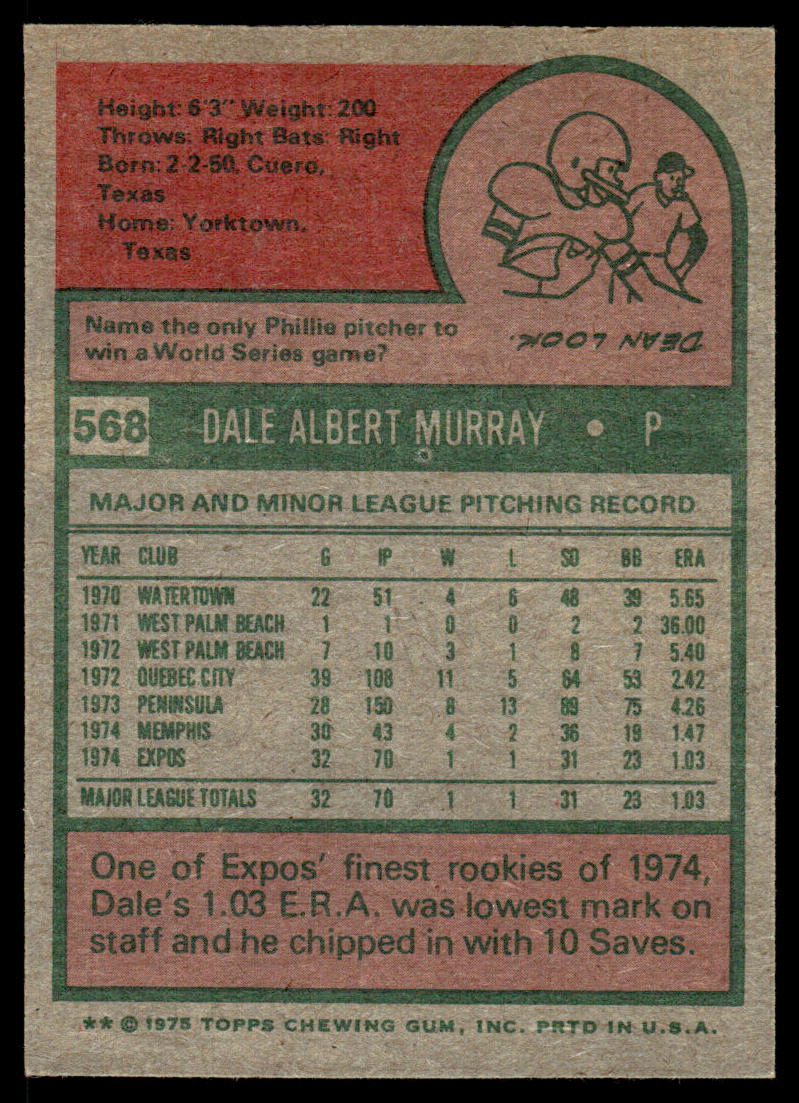 Height: 6'3" Weight: 200
Throws: Right Bats: Right
Born: 2-2-50, Cuero,
Texas
Home: Yorktown,
Texas
Name the only Phillie pitcher to
win a World Series game?
DEAN LOOK.
568 DALE ALBERT MURRAY • P
MAJOR AND MINOR LEAGUE PITCHING RECORD
YEAR CLUB G IP W L SO BB ERA
1970 WATERTOWN 22 51 4 6 48 39 5.65
1971 WEST PALM BEACH 1 1 0 0 2 2 36.00
1972 WEST PALM BEACH 7 10 3 1 8 7 5.40
1972 QUEBEC CITY 39 108 11 5 64 53 2.42
1973 PENINSULA 28 150 8 13 89 75 4.26
1974 MEMPHIS 30 43 4 2 36 19 1.47
1974 EXPOS 32 70 1 1 31 23 1.03
MAJOR LEAGUE TOTALS 32 70 1 1 31 23 1.03
One of Expos' finest rookies of 1974,
Dale's 1.03 E.R.A. was lowest mark on
staff and he chipped in with 10 Saves.
** © 1975 TOPPS CHEWING GUM, INC. PRTD IN U.S.A.